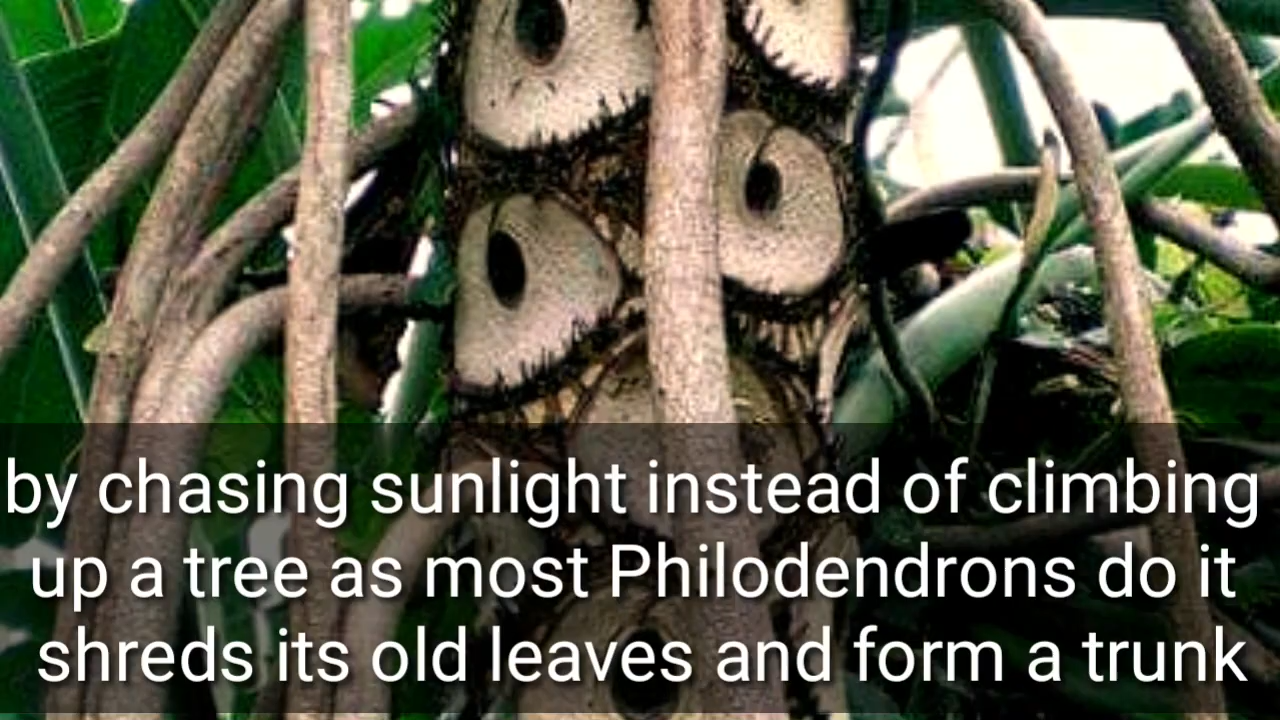 by chasing sunlight instead of climbing
up a tree as most Philodendrons do it
shreds its old leaves and form a trunk